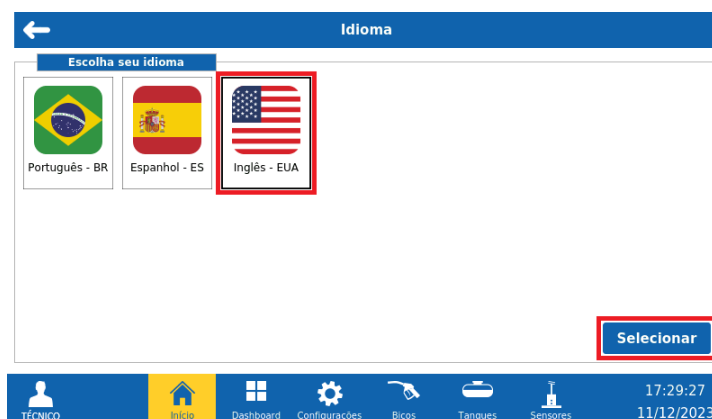 Idioma
Escolha seu idioma
Português - BR
Espanhol - ES
Inglês - EUA
Selecionar
TÉCNICO
Início
Dashboard
Configurações
Bicos
Tanques
Sensores
17:29:27
11/12/2023